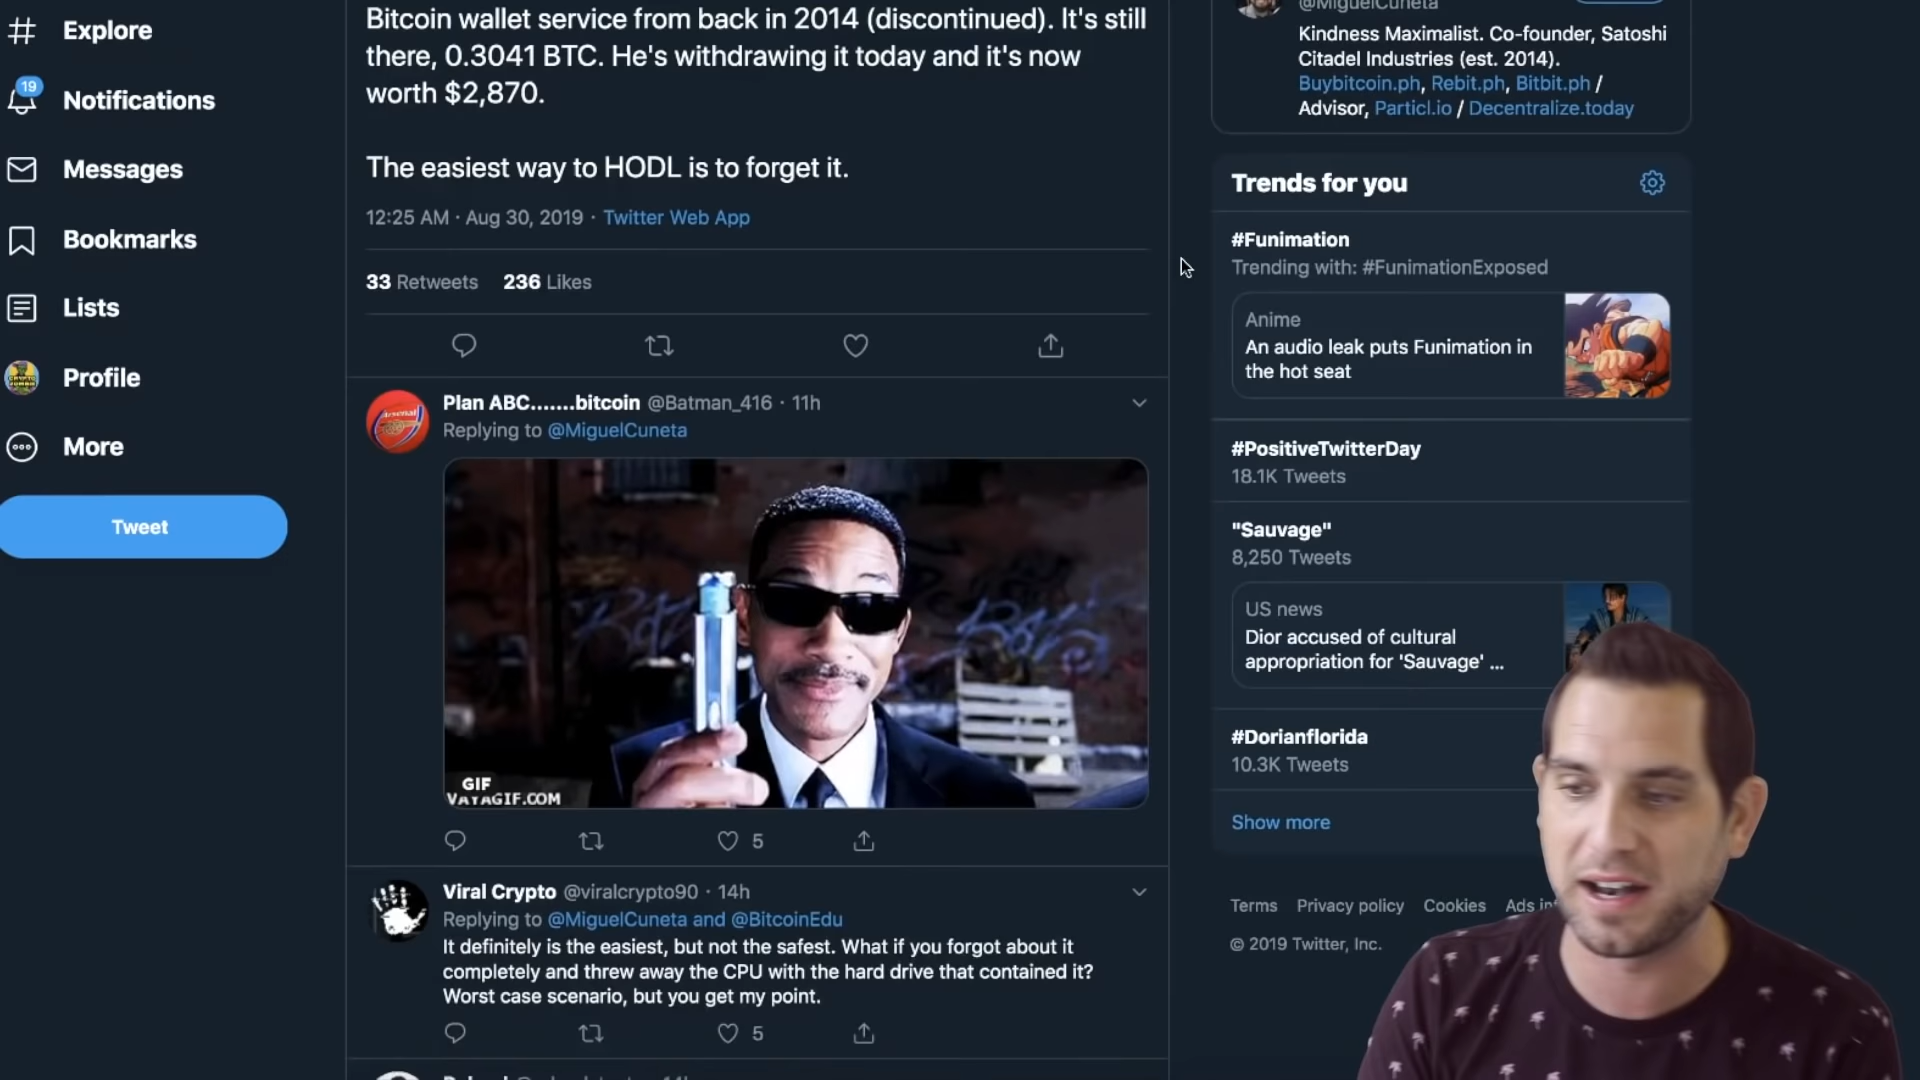 Explore
19
Notifications
Messages
Bookmarks
Lists
Profile
More
Tweet
Bitcoin wallet service from back in 2014 (discontinued). It's still
there, 0.3041 BTC. He's withdrawing it today and it's now
worth $2,870.
The easiest way to HODL is to forget it.
12:25 AM · Aug 30, 2019 · Twitter Web App
33 Retweets 236 Likes
Plan ABC.......bitcoin @Batman_416 · 11h
Replying to @MiguelCuneta
Arsenal
GIF
VAYAGIF.COM
5
Viral Crypto @viralcrypto90 · 14h
Replying to @MiguelCuneta and @BitcoinEdu
It definitely is the easiest, but not the safest. What if you forgot about it
completely and threw away the CPU with the hard drive that contained it?
Worst case scenario, but you get my point.
5
@MiguelCuneta
Kindness Maximalist. Co-founder, Satoshi
Citadel Industries (est. 2014).
Buybitcoin.ph, Rebit.ph, Bitbit.ph /
Advisor, Particl.io / Decentralize.today
Trends for you
#Funimation
Trending with: #FunimationExposed
Anime
An audio leak puts Funimation in
the hot seat
#PositiveTwitterDay
18.1K Tweets
"Sauvage"
8,250 Tweets
US news
Dior accused of cultural
appropriation for 'Sauvage' ...
#Dorianflorida
10.3K Tweets
Show more
Terms Privacy policy Cookies Ads
© 2019 Twitter, Inc.